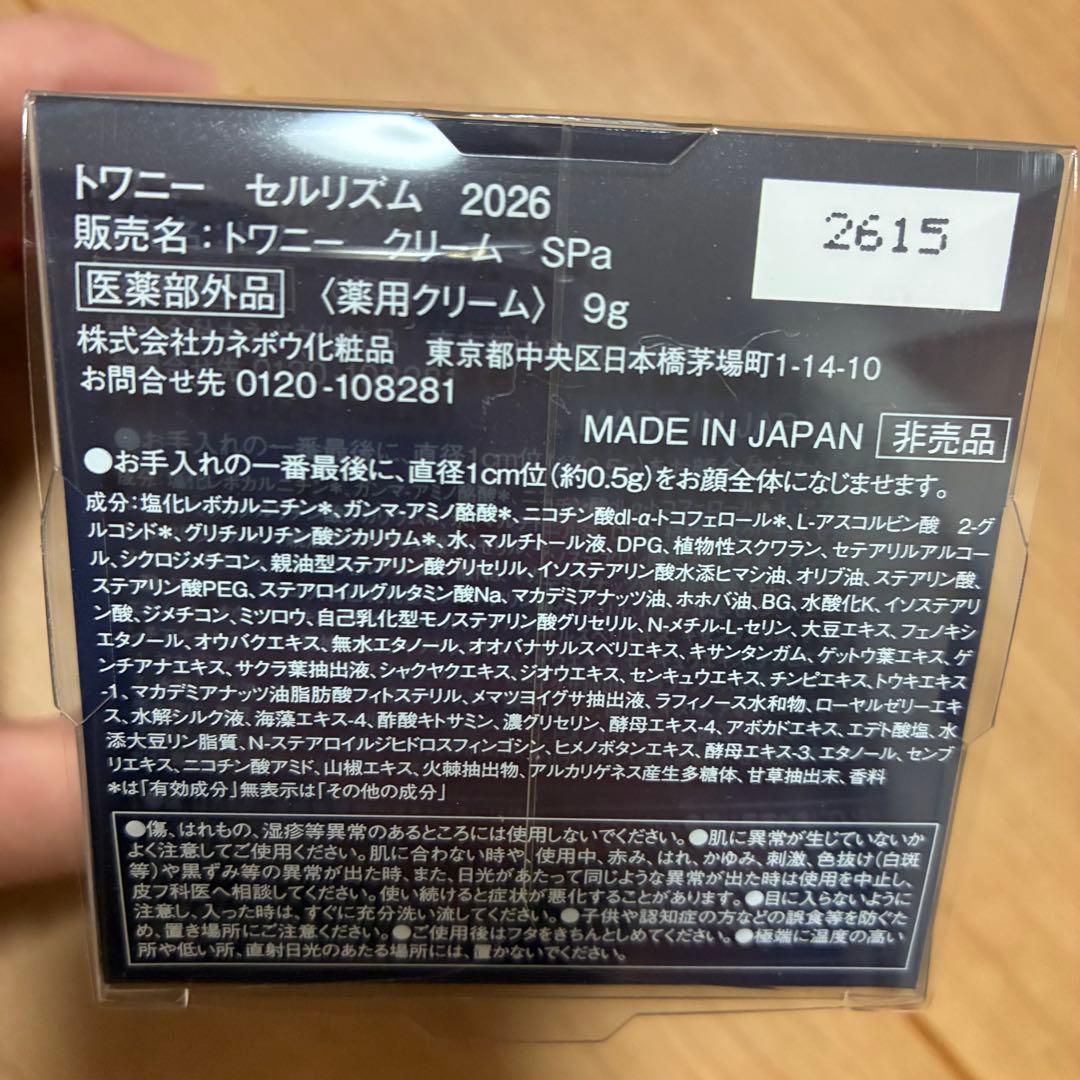 トワニー　セルリズム　2026
2615
販売名：トワニー　クリーム　SPa
医薬部外品 〈薬用クリーム〉 9g
株式会社カネボウ化粧品　東京都中央区日本橋茅場町1-14-10
お問合せ先 0120-108281
MADE IN JAPAN 非売品
●お手入れの一番最後に、直径1cm位（約0.5g）をお顔全体になじませます。
成分：塩化レボカルニチン＊、ガンマ-アミノ酪酸＊、ニコチン酸dl-α-トコフェロール＊、L-アスコルビン酸　2-グ
ルコシド＊、グリチルリチン酸ジカリウム＊、水、マルチトール液、DPG、植物性スクワラン、セテアリルアルコー
ル、シクロジメチコン、親油型ステアリン酸グリセリル、イソステアリン酸水添ヒマシ油、オリブ油、ステアリン酸、
ステアリン酸PEG、ステアロイルグルタミン酸Na、マカデミアナッツ油、ホホバ油、BG、水酸化K、イソステアリ
ン酸、ジメチコン、ミツロウ、自己乳化型モノステアリン酸グリセリル、N-メチル-L-セリン、大豆エキス、フェノキシ
エタノール、オウバクエキス、無水エタノール、オオバナサルスベリエキス、キサンタンガム、ゲットウ葉エキス、ゲ
ンチアナエキス、サクラ葉抽出液、シャクヤクエキス、ジオウエキス、センキュウエキス、チンピエキス、トウキエキス
-1、マカデミアナッツ油脂肪酸フィトステリル、メマツヨイグサ抽出液、ラフィノース水和物、ローヤルゼリーエキ
ス、水解シルク液、海藻エキス-4、酢酸キトサミン、濃グリセリン、酵母エキス-4、アボカドエキス、エデト酸塩、水
添大豆リン脂質、N-ステアロイルジヒドロスフィンゴシン、ヒメノボタンエキス、酵母エキス-3、エタノール、センブ
リエキス、ニコチン酸アミド、山椒エキス、火棘抽出物、アルカリゲネス産生多糖体、甘草抽出末、香料
＊は「有効成分」無表示は「その他の成分」
●傷、はれもの、湿疹等異常のあるところには使用しないでください。●肌に異常が生じていないか
よく注意してご使用ください。肌に合わない時や、使用中、赤み、はれ、かゆみ、刺激、色抜け（白斑
等）や黒ずみ等の異常が出た時、また、日光があたって同じような異常が出た時は使用を中止し、
皮フ科医へ相談してください。使い続けると症状が悪化することがあります。●目に入らないように
注意し、入った時は、すぐに充分洗い流してください。●子供や認知症の方などの誤食等を防ぐた
め、置き場所にご注意ください。●ご使用後はフタをきちんとしめてください。●極端に温度の高い
所や低い所、直射日光のあたる場所には、置かないでください。